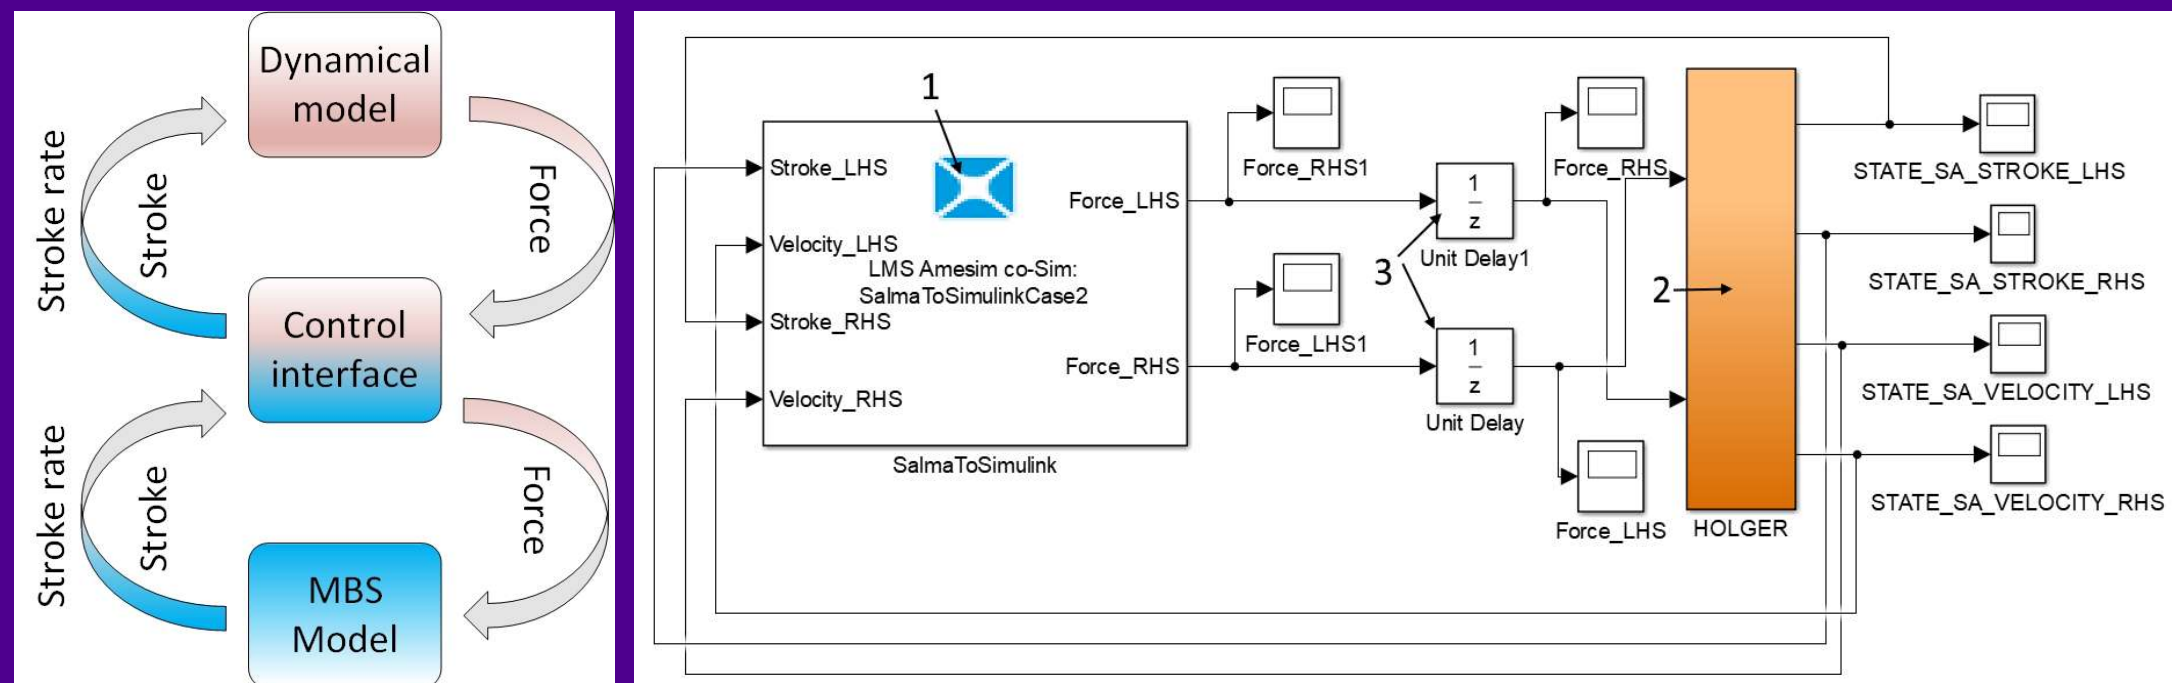 Dynamical
model
Stroke rate
Stroke
Force
Control
interface
Stroke rate
Stroke
Force
MBS
Model
1
Stroke_LHS
Velocity_LHS
LMS Amesim co-Sim:
SalmaToSimulinkCase2
Stroke_RHS
Velocity_RHS
Force_LHS
Force_RHS
SalmaToSimulink
Force_RHS1
Force_LHS1
3
1
z
Unit Delay1
1
z
Unit Delay
Force_RHS
Force_LHS
2
HOLGER
STATE_SA_STROKE_LHS
STATE_SA_STROKE_RHS
STATE_SA_VELOCITY_LHS
STATE_SA_VELOCITY_RHS